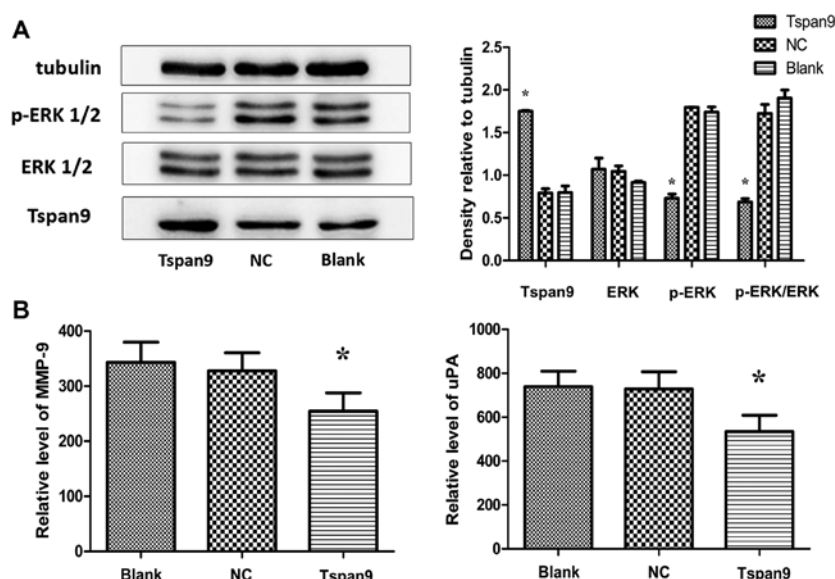 A
tubulin
p-ERK 1/2
ERK 1/2
Tspan9
Tspan9 NC Blank
Tspan9
NC
Blank
Density relative to tubulin
2.5
2.0
1.5
1.0
0.5
0.0
*
*
*
Tspan9 ERK p-ERK p-ERK/ERK
B
Relative level of MMP-9
400
300
200
100
0
*
Blank NC Tspan9
Relative level of uPA
1000
800
600
400
200
0
*
Blank NC Tspan9